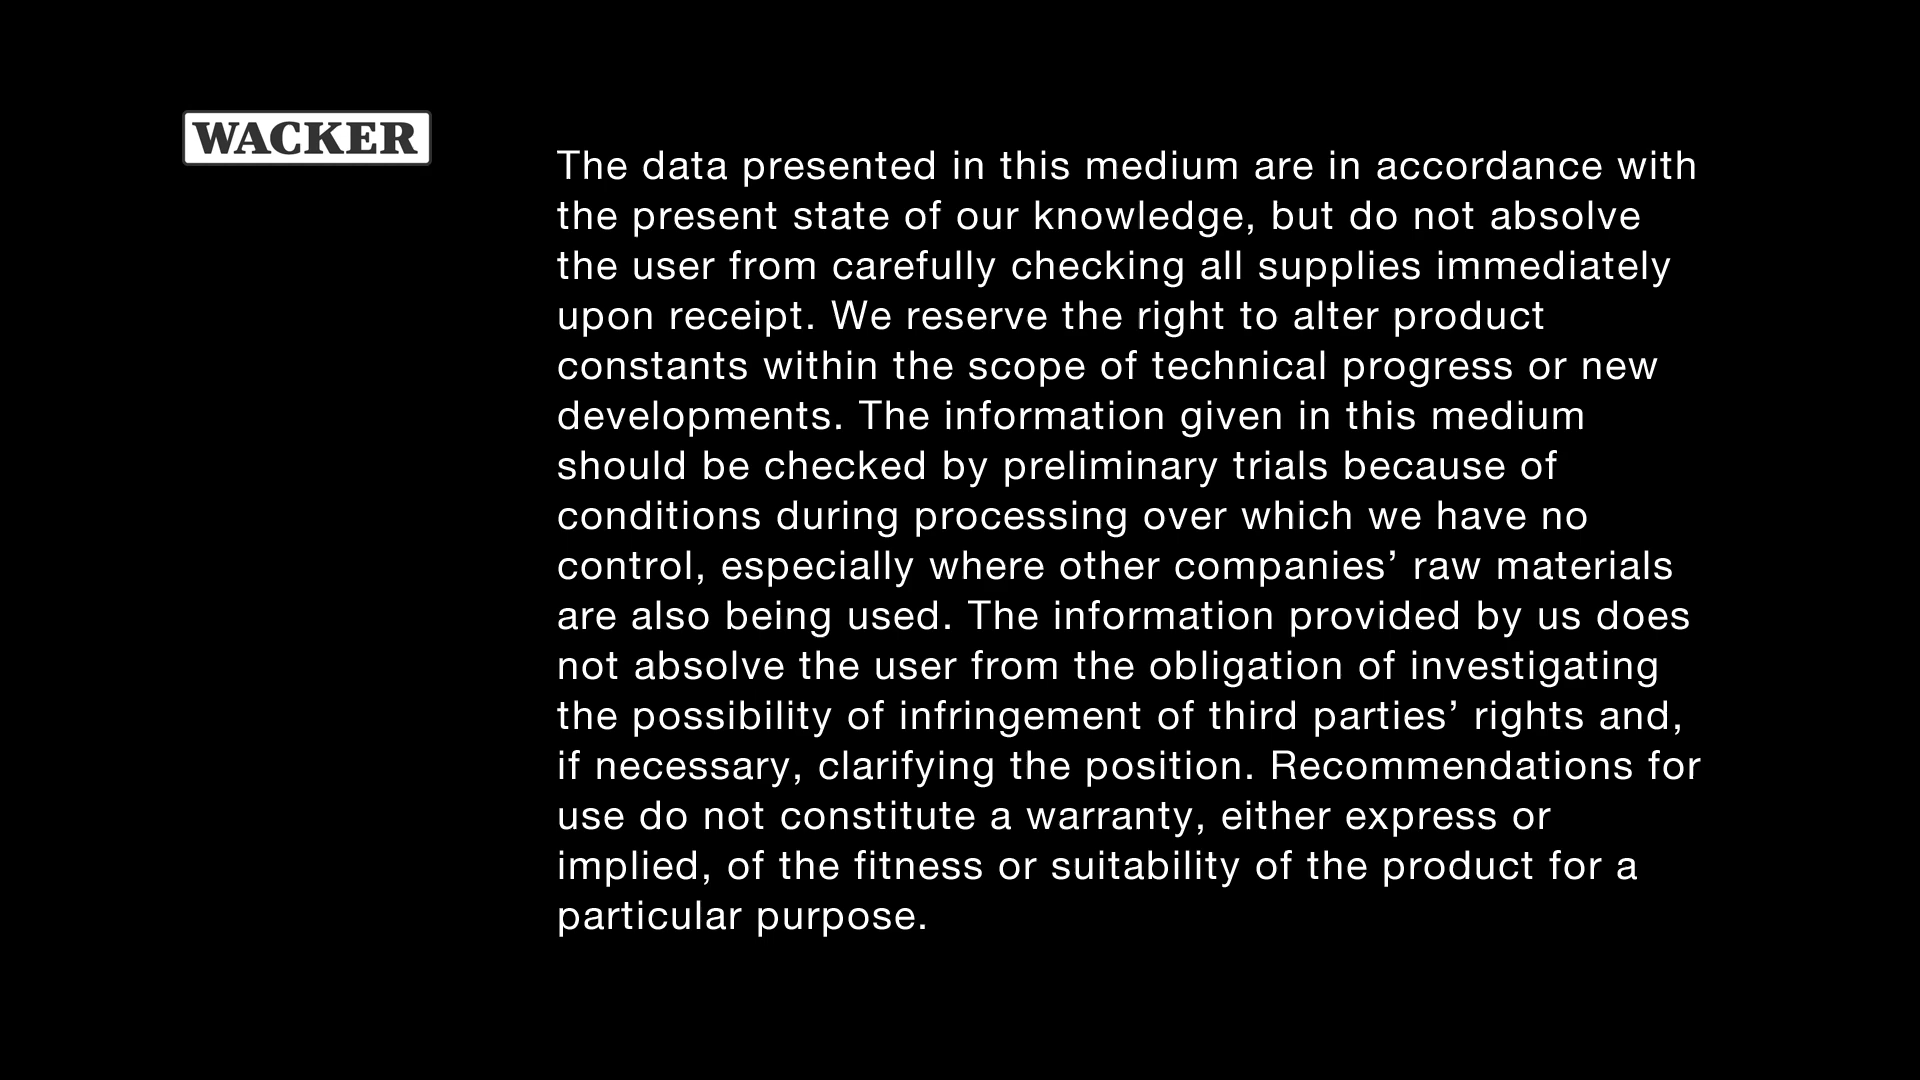 WACKER
The data presented in this medium are in accordance with
the present state of our knowledge, but do not absolve
the user from carefully checking all supplies immediately
upon receipt. We reserve the right to alter product
constants within the scope of technical progress or new
developments. The information given in this medium
should be checked by preliminary trials because of
conditions during processing over which we have no
control, especially where other companies’ raw materials
are also being used. The information provided by us does
not absolve the user from the obligation of investigating
the possibility of infringement of third parties’ rights and,
if necessary, clarifying the position. Recommendations for
use do not constitute a warranty, either express or
implied, of the fitness or suitability of the product for a
particular purpose.